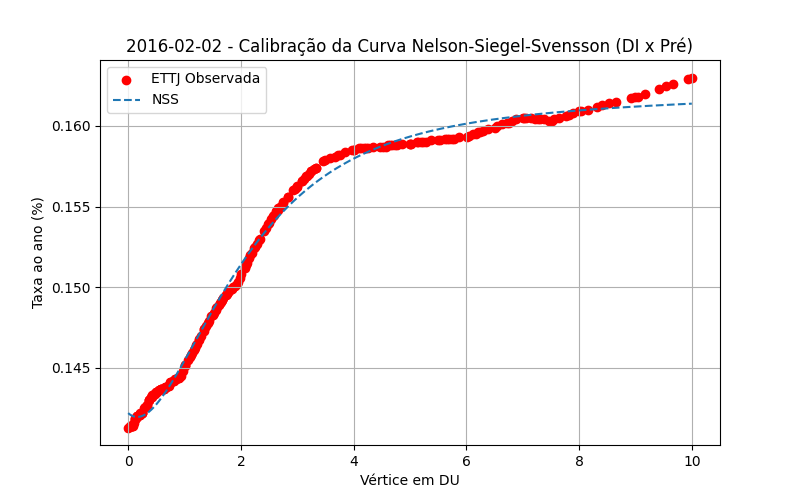 2016-02-02 - Calibração da Curva Nelson-Siegel-Svensson (DI x Pré)
ETTJ Observada
NSS
Taxa ao ano (%)
0.160
0.155
0.150
0.145
0 2 4 6 8 10
Vértice em DU